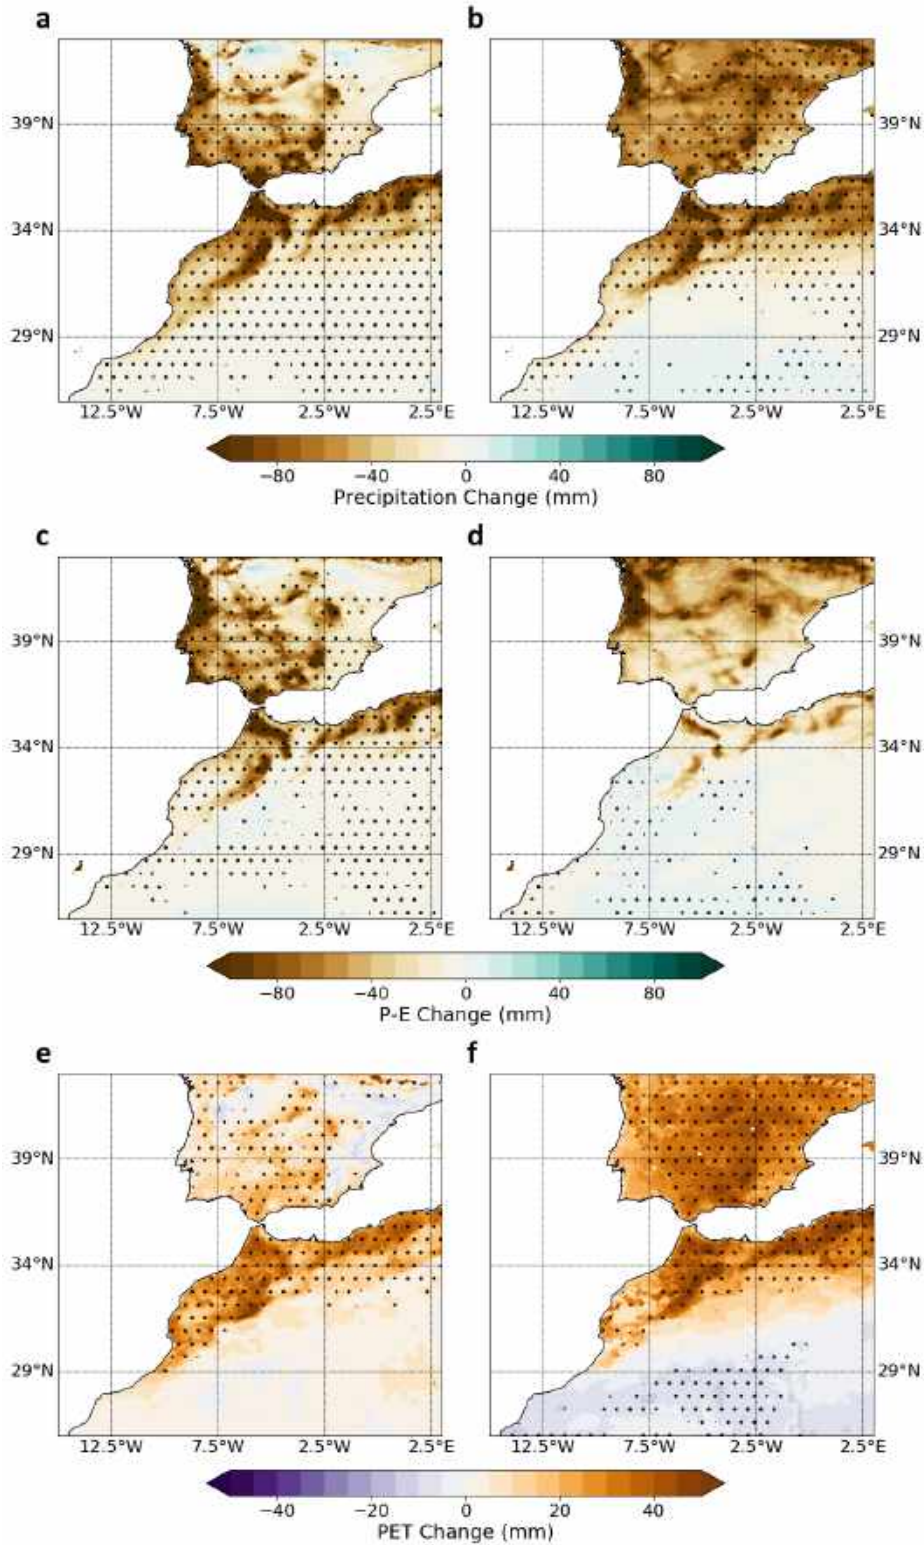 a b
39°N 39°N
34°N 34°N
29°N 29°N
12.5°W 7.5°W 2.5°W 2.5°E 12.5°W 7.5°W 2.5°W 2.5°E
−80 −40 0 40 80
Precipitation Change (mm)
c d
39°N 39°N
34°N 34°N
29°N 29°N
12.5°W 7.5°W 2.5°W 2.5°E 12.5°W 7.5°W 2.5°W 2.5°E
−80 −40 0 40 80
P-E Change (mm)
e f
39°N 39°N
34°N 34°N
29°N 29°N
12.5°W 7.5°W 2.5°W 2.5°E 12.5°W 7.5°W 2.5°W 2.5°E
−40 −20 0 20 40
PET Change (mm)